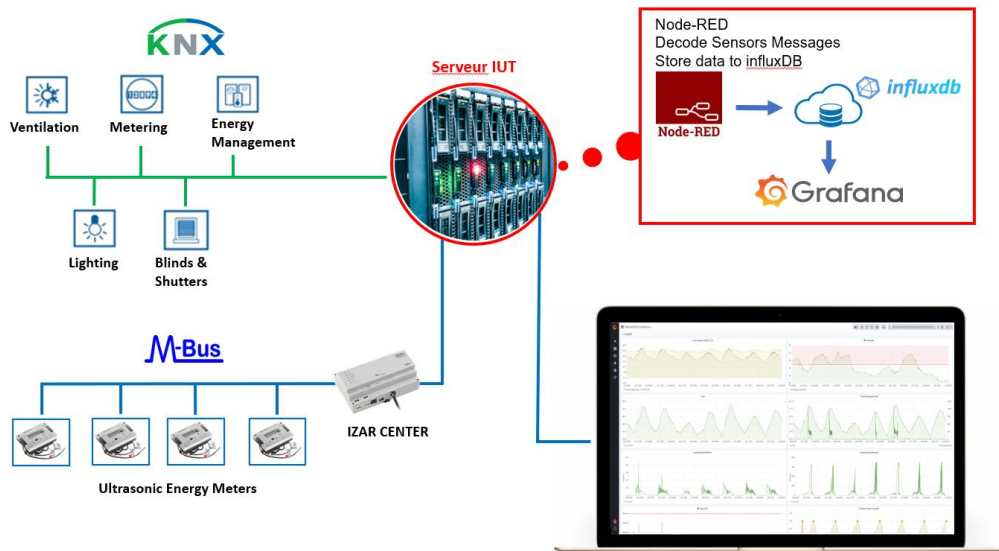 KNX
Ventilation
Metering
Energy
Management
Lighting
Blinds &
Shutters
Serveur IUT
Node-RED
Decode Sensors Messages
Store data to influxDB
Node-RED
influxdb
Grafana
M-Bus
IZAR CENTER
Ultrasonic Energy Meters